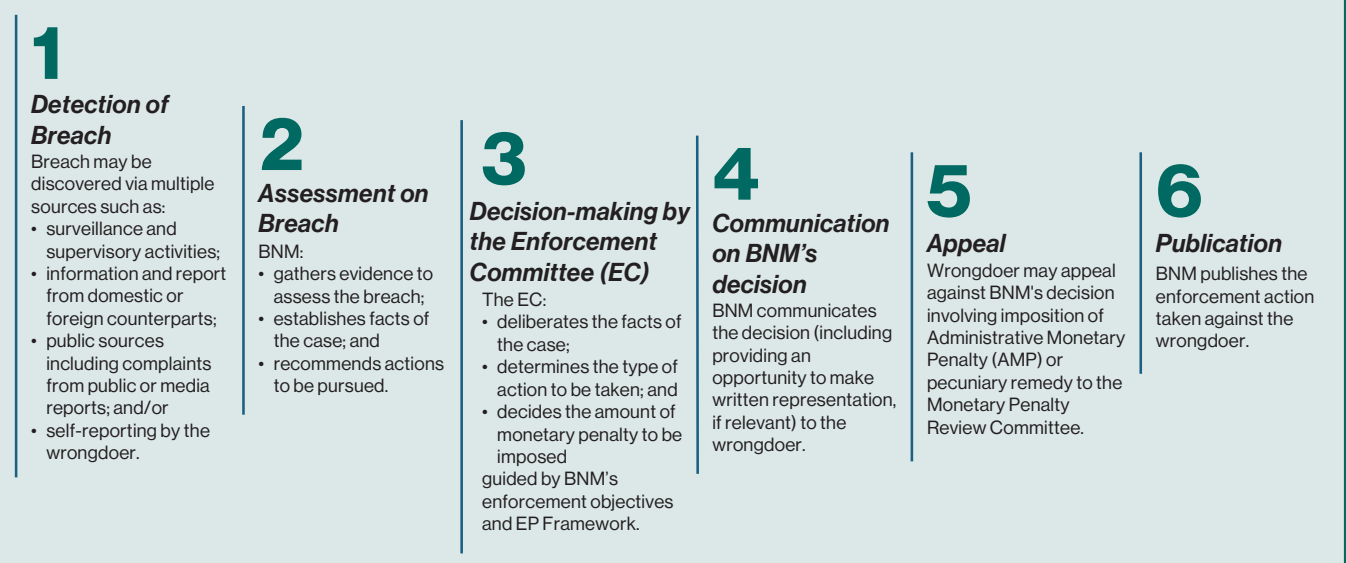 1
Detection of
Breach
Breach may be
discovered via multiple
sources such as:
• surveillance and
supervisory activities;
• information and report
from domestic or
foreign counterparts;
• public sources
including complaints
from public or media
reports; and/or
• self-reporting by the
wrongdoer.
2
Assessment on
Breach
BNM:
• gathers evidence to
assess the breach;
• establishes facts of
the case; and
• recommends actions
to be pursued.
3
Decision-making by
the Enforcement
Committee (EC)
The EC:
• deliberates the facts of
the case;
• determines the type of
action to be taken; and
• decides the amount of
monetary penalty to be
imposed
guided by BNM's
enforcement objectives
and EP Framework.
4
Communication
on BNM's
decision
BNM communicates
the decision (including
providing an
opportunity to make
written representation,
if relevant) to the
wrongdoer.
5
Appeal
Wrongdoer may appeal
against BNM's decision
involving imposition of
Administrative Monetary
Penalty (AMP) or
pecuniary remedy to the
Monetary Penalty
Review Committee.
6
Publication
BNM publishes the
enforcement action
taken against the
wrongdoer.